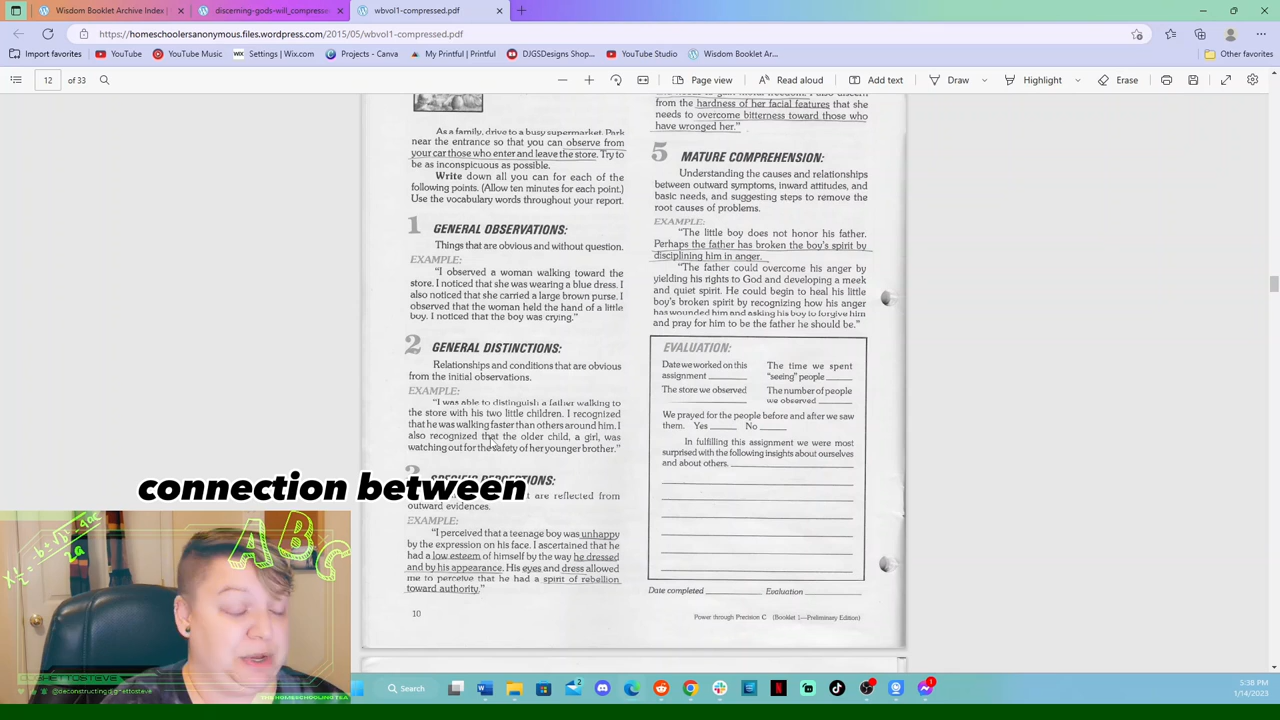 Wisdom Booklet Archive Index |
discerning-gods-will_compresse
wbvol1-compressed.pdf
https://homeschoolersanonymous.files.wordpress.com/2015/05/wbvol1-compressed.pdf
Import favorites
YouTube
YouTube Music
Settings | Wix.com
Projects - Canva
My Printful | Printful
DJGSDesigns Shop...
YouTube Studio
Wisdom Booklet Ar...
Other favorites
12 of 33
Page view
Read aloud
Add text
Draw
Highlight
Erase
As a family, drive to a busy supermarket. Park
near the entrance so that you can observe from
your car those who enter and leave the store. Try to
be as inconspicuous as possible.
Write down all you can for each of the
following points. (Allow ten minutes for each point.)
Use the vocabulary words throughout your report.
1 GENERAL OBSERVATIONS:
Things that are obvious and without question.
EXAMPLE:
"I observed a woman walking toward the
store. I noticed that she was wearing a blue dress. I
also noticed that she carried a large brown purse. I
observed that the woman held the hand of a little
boy. I noticed that the boy was crying."
2 GENERAL DISTINCTIONS:
Relationships and conditions that are obvious
from the initial observations.
EXAMPLE:
"I was able to distinguish a father walking to
the store with his two little children. I recognized
that he was walking faster than others around him. I
also recognized that the older child, a girl, was
watching out for the safety of her younger brother."
3 SPECIFIC PERCEPTIONS:
are reflected from
outward evidences.
EXAMPLE:
"I perceived that a teenage boy was unhappy
by the expression on his face. I ascertained that he
had a low esteem of himself by the way he dressed
and by his appearance. His eyes and dress allowed
me to perceive that he had a spirit of rebellion
toward authority."
10
from the hardness of her facial features that she
needs to overcome bitterness toward those who
have wronged her."
5 MATURE COMPREHENSION:
Understanding the causes and relationships
between outward symptoms, inward attitudes, and
basic needs, and suggesting steps to remove the
root causes of problems.
EXAMPLE:
"The little boy does not honor his father.
Perhaps the father has broken the boy's spirit by
disciplining him in anger.
"The father could overcome his anger by
yielding his rights to God and developing a meek
and quiet spirit. He could begin to heal his little
boy's broken spirit by recognizing how his anger
has wounded him and asking his boy to forgive him
and pray for him to be the father he should be."
EVALUATION:
Date we worked on this
assignment
The time we spent
"seeing" people
The store we observed
The number of people
we observed
We prayed for the people before and after we saw
them. Yes No
In fulfilling this assignment we were most
surprised with the following insights about ourselves
and about others.
Date completed Evaluation
Power through Precision C (Booklet 1—Preliminary Edition)
connection between
A B C
2a
DJGHETTOSTEVE
@deconstructingdjghettosteve
Search
2
1
5:38 PM
1/14/2023